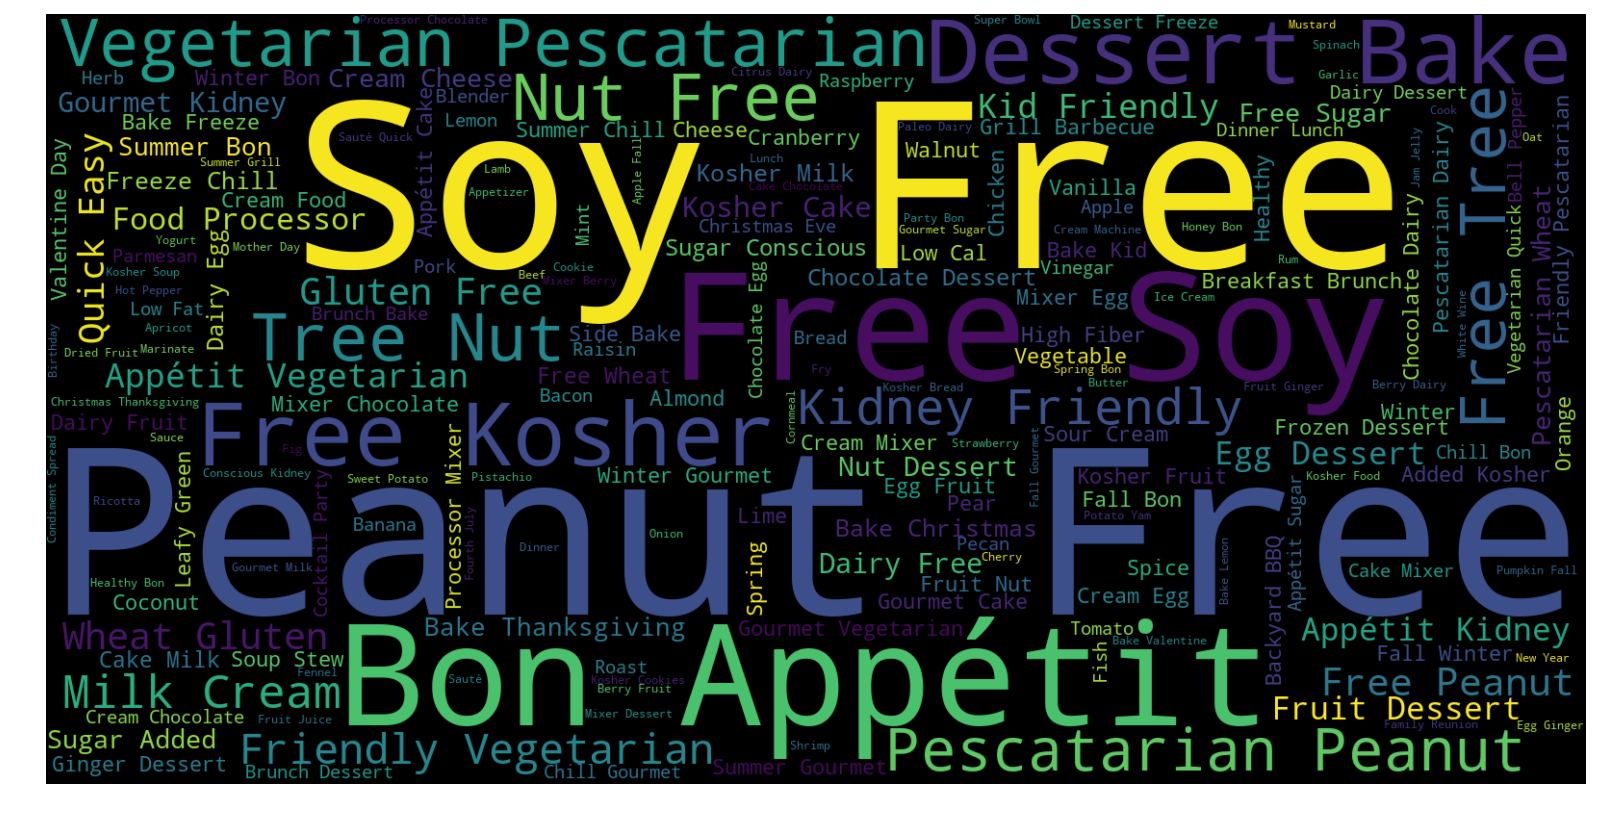 Vegetarian Pescatarian
Processor Chocolate
Super Bowl
Dessert Freeze
Mustard
Dessert Bake
Spinach
Herb
Winter Bon
Cream Cheese
Citrus Dairy
Raspberry
Garlic
Nut Free
Kid Friendly
Free Sugar
Dairy Dessert
Gourmet Kidney
Blender
Bake Freeze
Lemon
Summer Chill
Cheese
Cranberry
Paleo Dairy
Grill Barbecue
Dinner Lunch
Cook
Oat
Soy Free
Sauté Quick
Summer Bon
Summer Grill
Lamb
Apple Fall
Lunch
Walnut
Chicken
Healthy
Jam Jelly
Pescatarian Dairy
Free Tree
Bell Pepper
Friendly Pescatarian
Valentine Day
Quick Easy
Appétit Cake
Freeze Chill
Cream Food
Appetizer
Kosher Milk
Cake Chocolate
Vanilla
Food Processor
Kosher Cake
Party Bon
Apple
Christmas Eve
Gourmet Sugar
Cream Machine
Honey Bon
Yogurt
Dairy Egg
Mother Day
Mint
Sugar Conscious
Low Cal
Bake Kid
Parmesan
Kosher Soup
Pork
Beef
Cookie
Mixer Berry
Chocolate Egg
Chocolate Dessert
Vinegar
Rum
Breakfast Brunch
Chocolate Dairy
Vegetarian Quick
Pescatarian Wheat
Hot Pepper
Gluten Free
Free Soy
Mixer Egg
Ice Cream
White Wine
Low Fat
Brunch Bake
Apricot
Tree Nut
Side Bake
Raisin
Bread
High Fiber
Birthday
Dried Fruit
Marinate
Vegetable
Appétit Vegetarian
Free Wheat
Fry
Spring Bon
Butter
Kosher Bread
Fruit Ginger
Berry Dairy
Bacon
Almond
Cornmeal
Christmas Thanksgiving
Mixer Chocolate
Kidney Friendly
Winter
Dairy Fruit
Free Kosher
Frozen Dessert
Orange
Sauce
Fig
Cream Mixer
Strawberry
Sour Cream
Condiment Spread
Egg Dessert
Chill Bon
Conscious Kidney
Sweet Potato
Processor Mixer
Pistachio
Winter Gourmet
Nut Dessert
Fall Gourmet
Kosher Fruit
Kosher Food
Added Kosher
Peanut Free
Ricotta
Leafy Green
Cocktail Party
Banana
Fourth July
Onion
Lime
Egg Fruit
Pear
Fall Bon
Potato Yam
Appétit Sugar
Bake Christmas
Dinner
Pecan
Cherry
Bake Lemon
Backyard BBQ
Healthy Bon
Gourmet Milk
Spring
Dairy Free
Fruit Nut
Spice
Cake Mixer
Pumpkin Fall
Coconut
Gourmet Cake
Cream Egg
Wheat Gluten
Bon Appétit
Bake Thanksgiving
Gourmet Vegetarian
Tomato
Bake Valentine
Appétit Kidney
Cake Milk
Soup Stew
Fennel
Sauté
Roast
Kosher Cookies
Berry Fruit
Fish
Fall Winter
New Year
Milk Cream
Free Peanut
Cream Chocolate
Fruit Juice
Mixer Dessert
Fruit Dessert
Family Reunion
Egg Ginger
Sugar Added
Friendly Vegetarian
Shrimp
Pescatarian Peanut
Ginger Dessert
Brunch Dessert
Chill Gourmet
Summer Gourmet